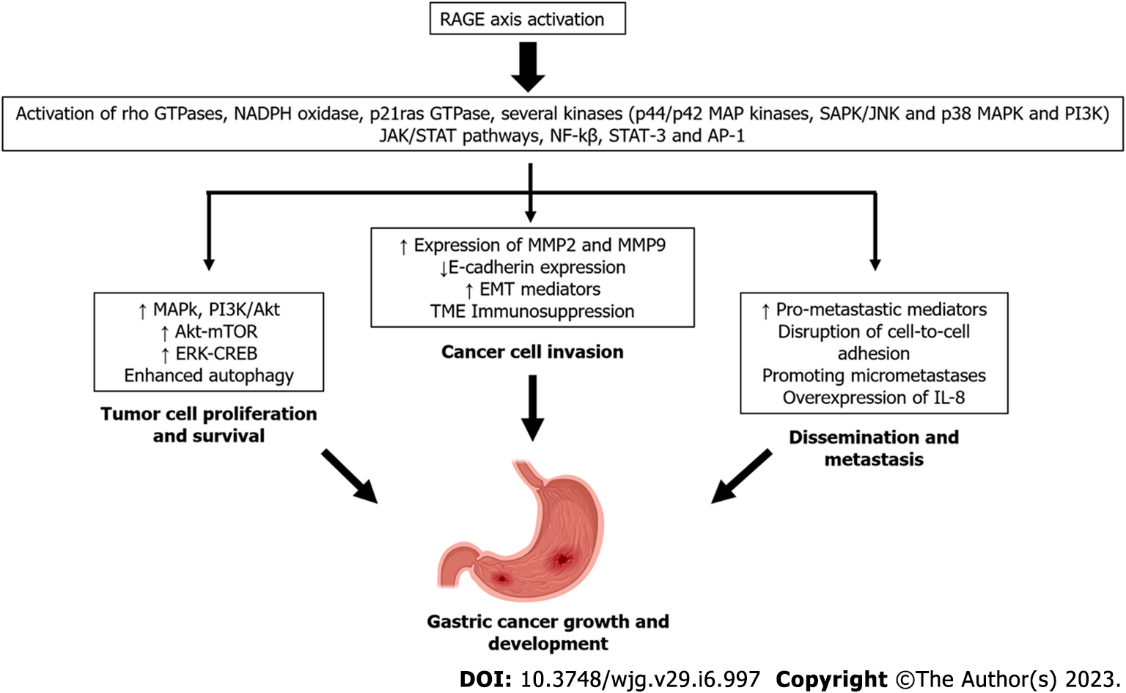 RAGE axis activation
Activation of rho GTPases, NADPH oxidase, p21ras GTPase, several kinases (p44/p42 MAP kinases, SAPK/JNK and p38 MAPK and PI3K)
JAK/STAT pathways, NF-kβ, STAT-3 and AP-1
↑ MAPk, PI3K/Akt
↑ Akt-mTOR
↑ ERK-CREB
Enhanced autophagy
Tumor cell proliferation
and survival
↑ Expression of MMP2 and MMP9
↓E-cadherin expression
↑ EMT mediators
TME Immunosuppression
Cancer cell invasion
↑ Pro-metastastic mediators
Disruption of cell-to-cell
adhesion
Promoting micrometastases
Overexpression of IL-8
Dissemination and
metastasis
Gastric cancer growth and
development
DOI: 10.3748/wjg.v29.i6.997 Copyright ©The Author(s) 2023.